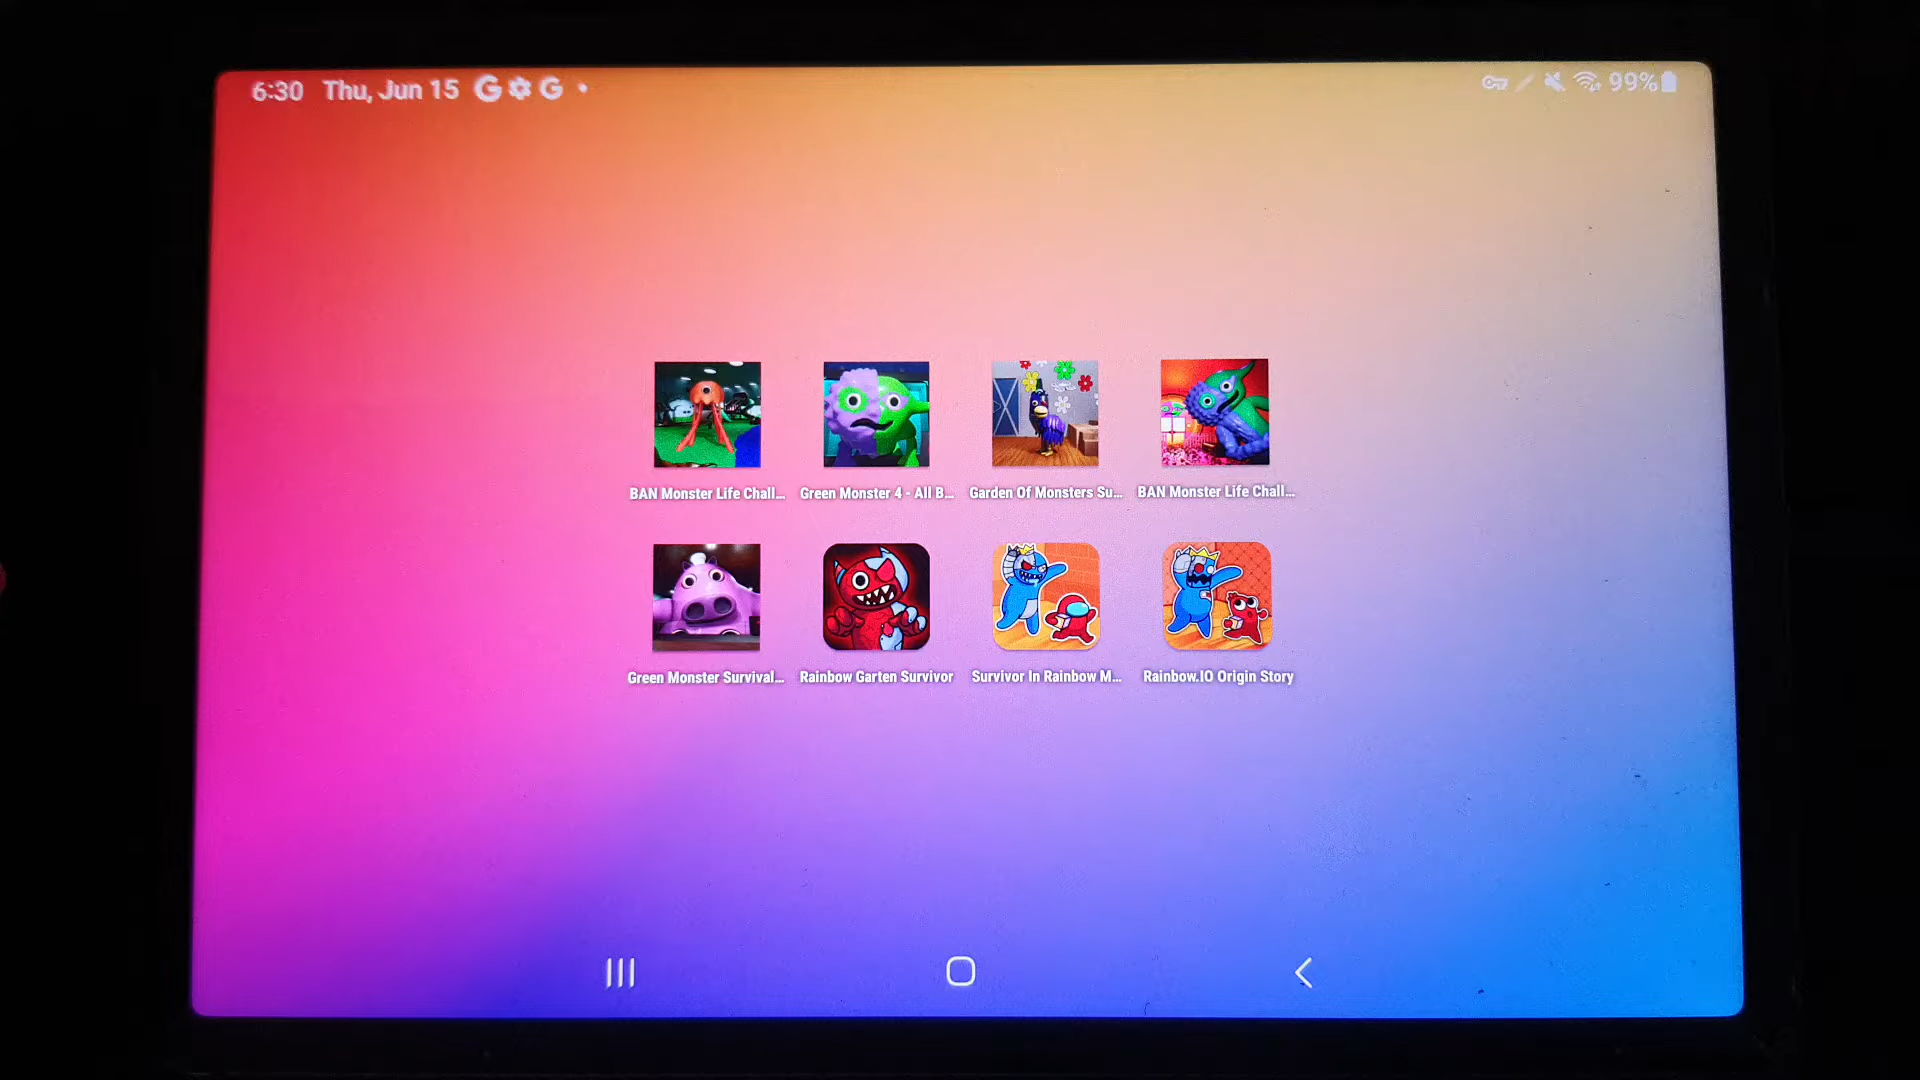 6:30 Thu, Jun 15 G G 99%
BAN Monster Life Chall... Green Monster 4 - All B... Garden Of Monsters Su... BAN Monster Life Chall...
Green Monster Survival... Rainbow Garten Survivor Survivor In Rainbow M... Rainbow.IO Origin Story